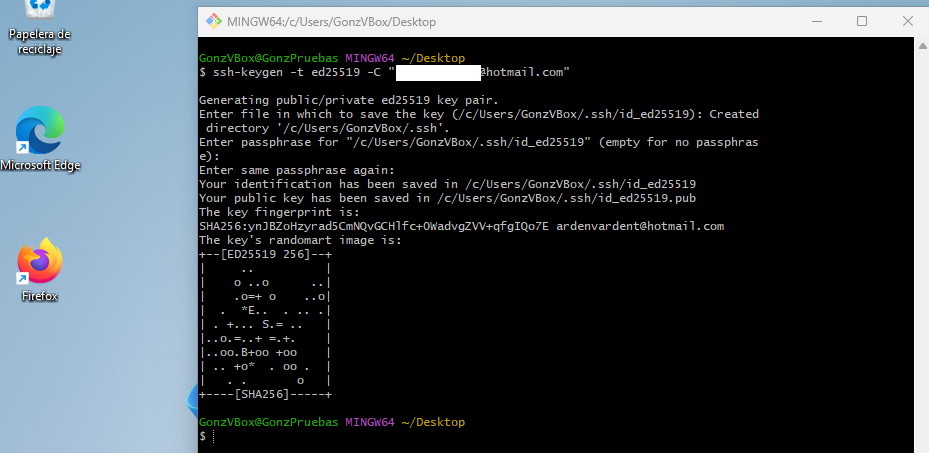 Papelera de
reciclaje
Microsoft Edge
Firefox
MINGW64:/c/Users/GonzVBox/Desktop
GonzVBox@GonzPruebas MINGW64 ~/Desktop
$ ssh-keygen -t ed25519 -C "@hotmail.com"
Generating public/private ed25519 key pair.
Enter file in which to save the key (/c/Users/GonzVBox/.ssh/id_ed25519): Created
directory '/c/Users/GonzVBox/.ssh'.
Enter passphrase for "/c/Users/GonzVBox/.ssh/id_ed25519" (empty for no passphras
e):
Enter same passphrase again:
Your identification has been saved in /c/Users/GonzVBox/.ssh/id_ed25519
Your public key has been saved in /c/Users/GonzVBox/.ssh/id_ed25519.pub
The key fingerprint is:
SHA256:ynJBZoHzyrad5CmNQvGCHlfc+OWadvgZVV+qfgIQo7E ardenvardent@hotmail.com
The key's randomart image is:
+--[ED25519 256]--+
|     ..          |
|    o ..o      ..|
|    .o=+ o    ..o|
|  .  *E..  . .. .|
| . +... S.= ..   |
|..o.=..+ =.+.    |
|..oo.B+oo +oo    |
| .. +o*  . oo .  |
|   . .       o   |
+----[SHA256]-----+
GonzVBox@GonzPruebas MINGW64 ~/Desktop
$